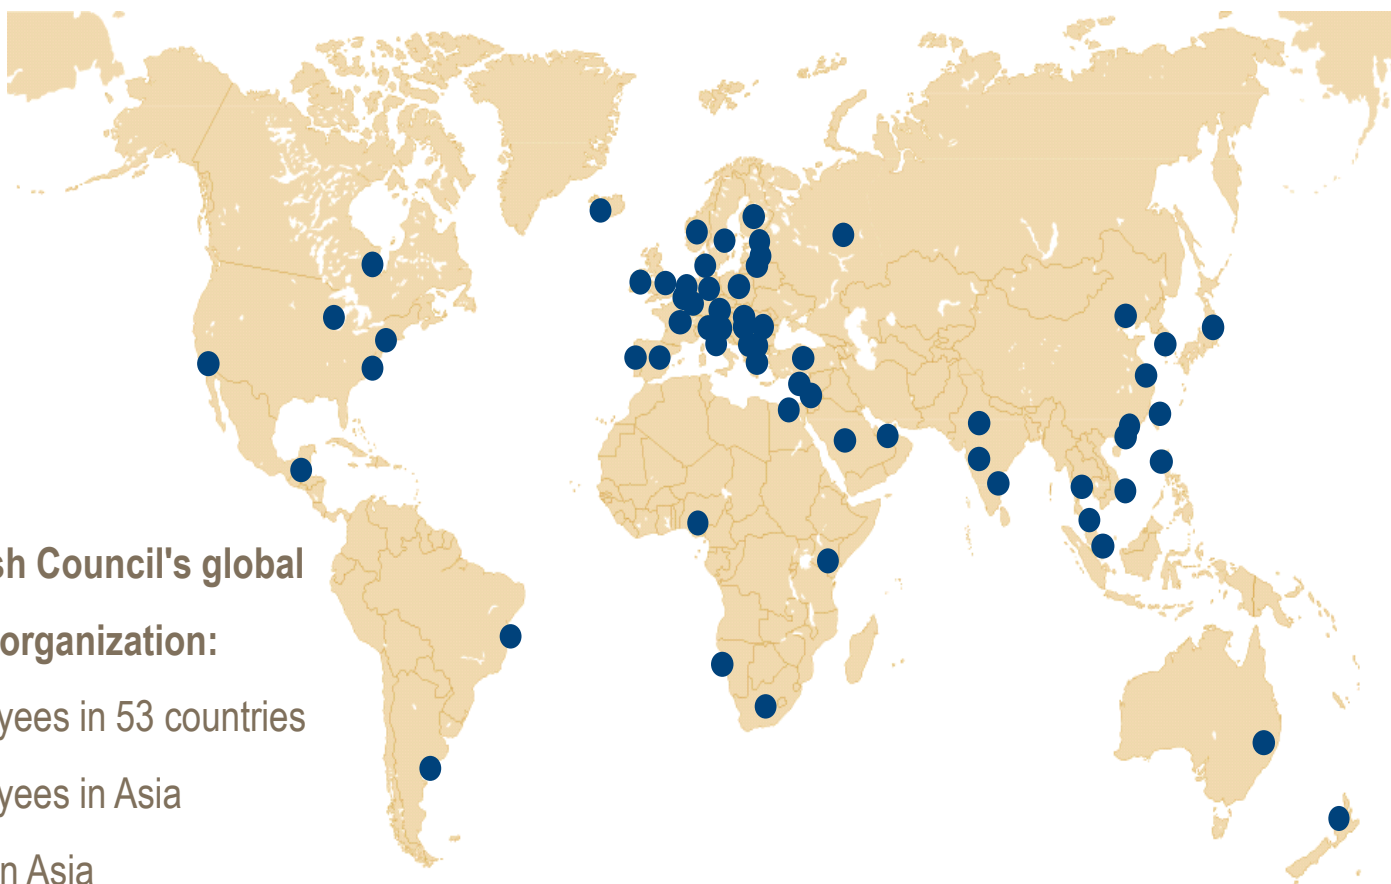 sh Council's global
organization:
yees in 53 countries
yees in Asia
n Asia